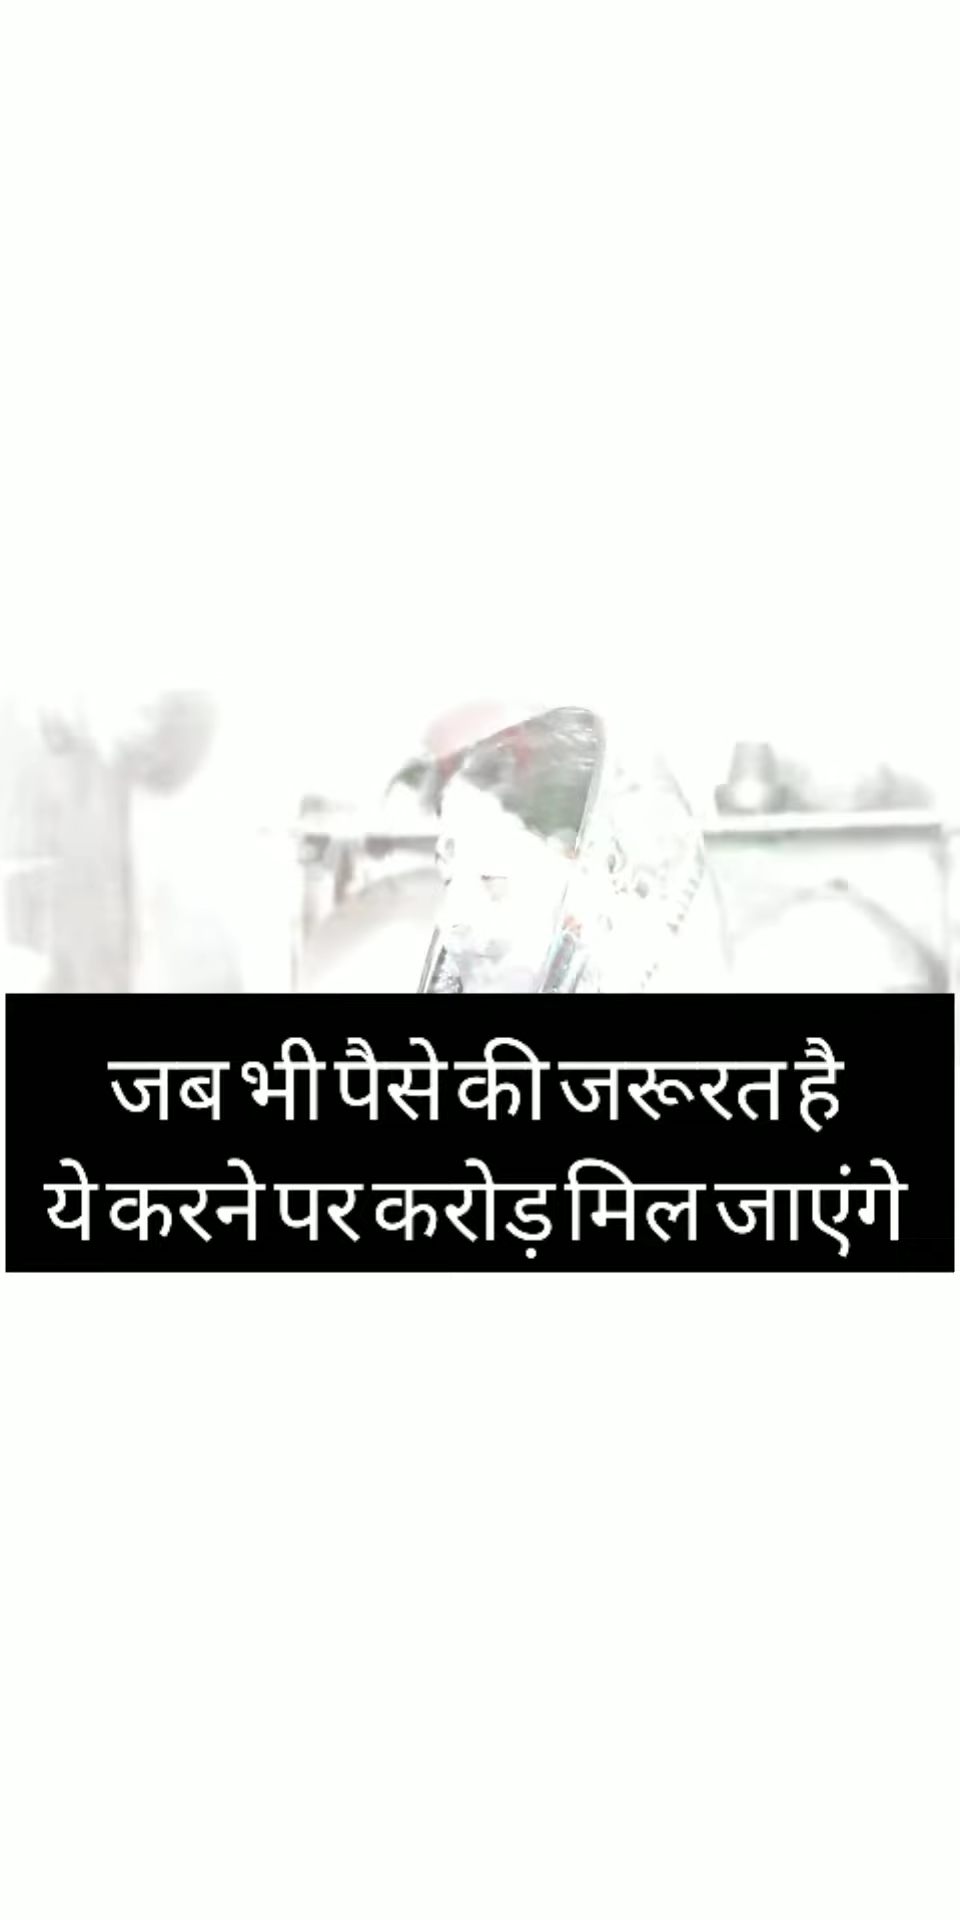 जब भी पैसे की जरूरत है
ये करने पर करोड़ मिल जाएंगे